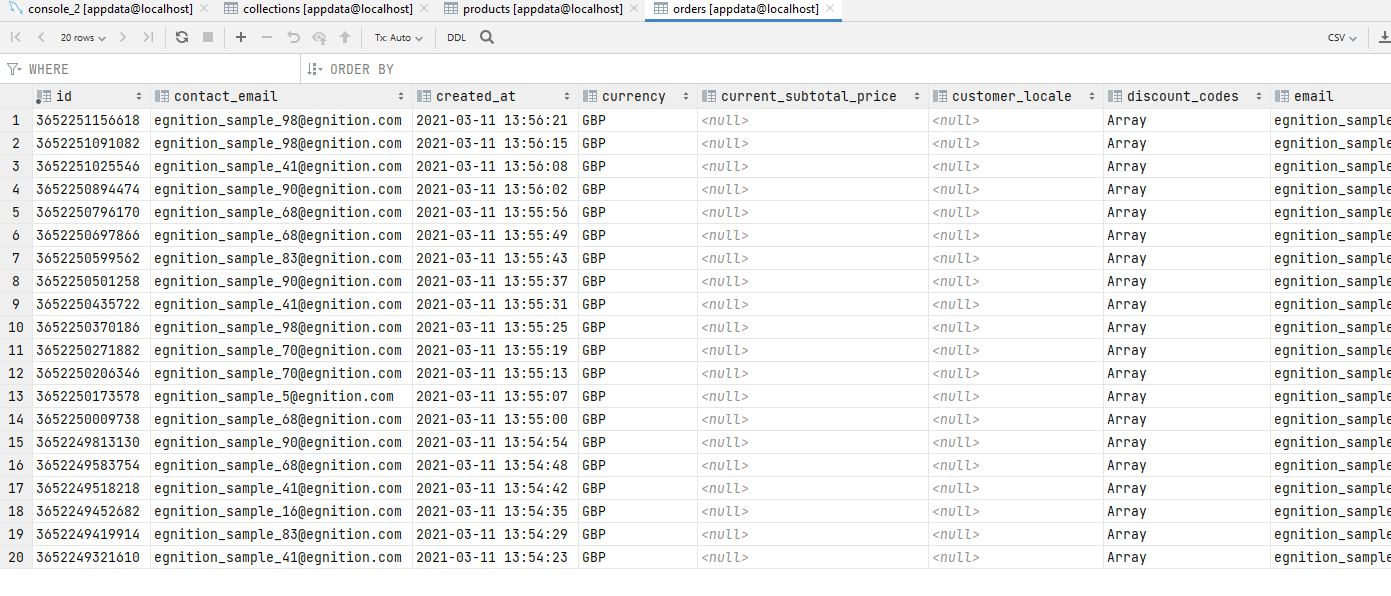 console_2 [appdata@localhost] collections [appdata@localhost] products [appdata@localhost] orders [appdata@localhost]
20 rows Tx: Auto DDL CSV
WHERE ORDER BY
id contact_email created_at currency current_subtotal_price customer_locale discount_codes email
1 3652251156618 egnition_sample_98@egnition.com 2021-03-11 13:56:21 GBP <null> <null> Array egnition_sample
2 3652251091082 egnition_sample_98@egnition.com 2021-03-11 13:56:15 GBP <null> <null> Array egnition_sample
3 3652251025546 egnition_sample_41@egnition.com 2021-03-11 13:56:08 GBP <null> <null> Array egnition_sample
4 3652250894474 egnition_sample_90@egnition.com 2021-03-11 13:56:02 GBP <null> <null> Array egnition_sample
5 3652250796170 egnition_sample_68@egnition.com 2021-03-11 13:55:56 GBP <null> <null> Array egnition_sample
6 3652250697866 egnition_sample_68@egnition.com 2021-03-11 13:55:49 GBP <null> <null> Array egnition_sample
7 3652250599562 egnition_sample_83@egnition.com 2021-03-11 13:55:43 GBP <null> <null> Array egnition_sample
8 3652250501258 egnition_sample_90@egnition.com 2021-03-11 13:55:37 GBP <null> <null> Array egnition_sample
9 3652250435722 egnition_sample_41@egnition.com 2021-03-11 13:55:31 GBP <null> <null> Array egnition_sample
10 3652250370186 egnition_sample_98@egnition.com 2021-03-11 13:55:25 GBP <null> <null> Array egnition_sample
11 3652250271882 egnition_sample_70@egnition.com 2021-03-11 13:55:19 GBP <null> <null> Array egnition_sample
12 3652250206346 egnition_sample_70@egnition.com 2021-03-11 13:55:13 GBP <null> <null> Array egnition_sample
13 3652250173578 egnition_sample_5@egnition.com 2021-03-11 13:55:07 GBP <null> <null> Array egnition_sample
14 3652250009738 egnition_sample_68@egnition.com 2021-03-11 13:55:00 GBP <null> <null> Array egnition_sample
15 3652249813130 egnition_sample_90@egnition.com 2021-03-11 13:54:54 GBP <null> <null> Array egnition_sample
16 3652249583754 egnition_sample_68@egnition.com 2021-03-11 13:54:48 GBP <null> <null> Array egnition_sample
17 3652249518218 egnition_sample_41@egnition.com 2021-03-11 13:54:42 GBP <null> <null> Array egnition_sample
18 3652249452682 egnition_sample_16@egnition.com 2021-03-11 13:54:35 GBP <null> <null> Array egnition_sample
19 3652249419914 egnition_sample_83@egnition.com 2021-03-11 13:54:29 GBP <null> <null> Array egnition_sample
20 3652249321610 egnition_sample_41@egnition.com 2021-03-11 13:54:23 GBP <null> <null> Array egnition_sample